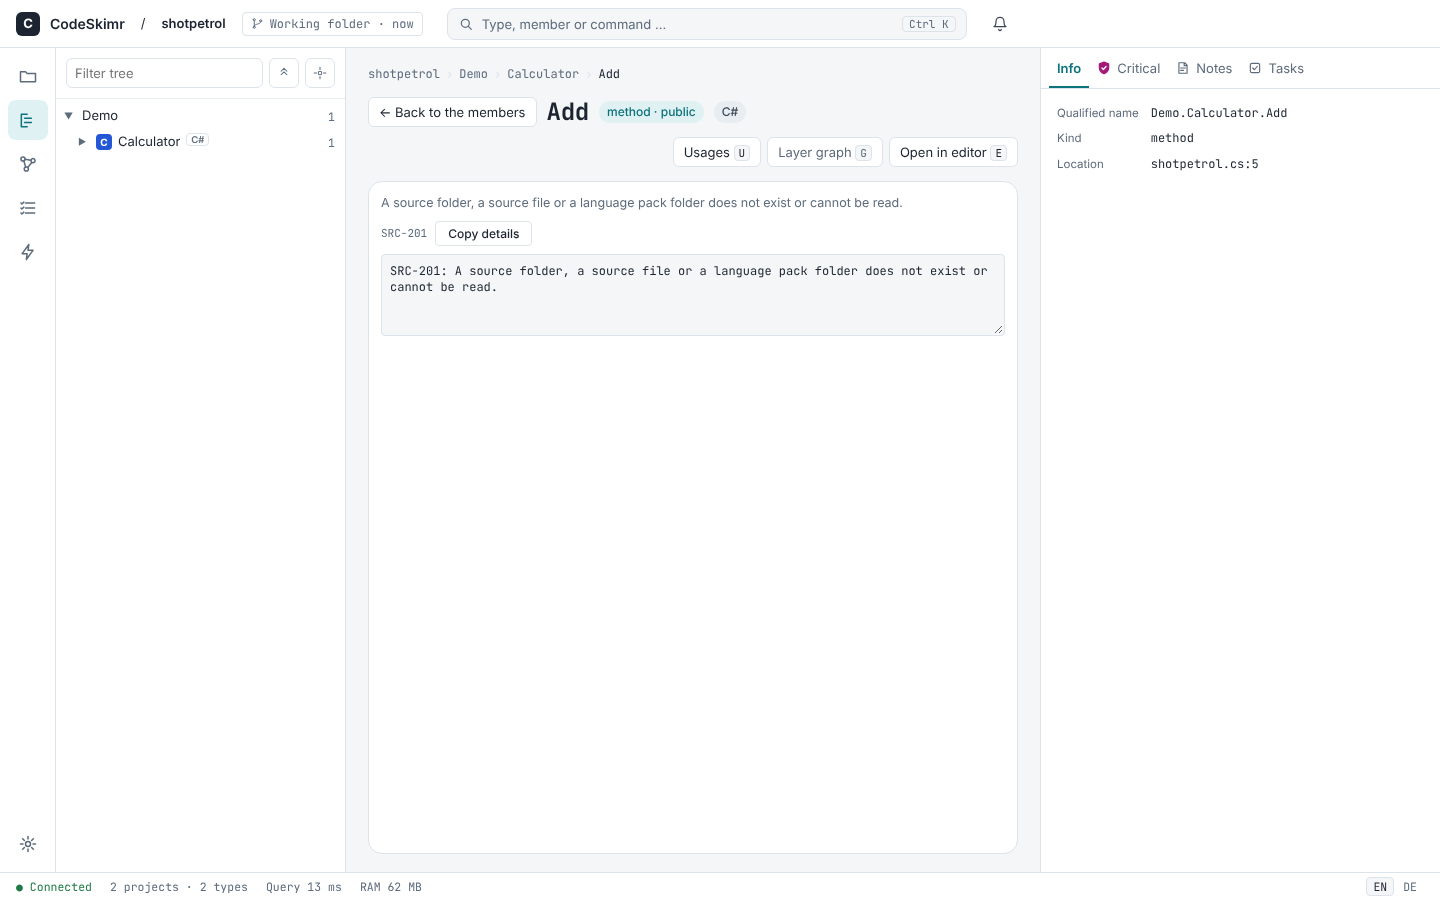 C CodeSkimr / shotpetrol Working folder · now Type, member or command ... Ctrl K
Filter tree
Demo 1
C Calculator C# 1
shotpetrol › Demo › Calculator › Add
← Back to the members Add method · public C#
Usages U Layer graph G Open in editor E
A source folder, a source file or a language pack folder does not exist or cannot be read.
SRC-201 Copy details
SRC-201: A source folder, a source file or a language pack folder does not exist or
cannot be read.
Info Critical Notes Tasks
Qualified name Demo.Calculator.Add
Kind method
Location shotpetrol.cs:5
● Connected 2 projects · 2 types Query 13 ms RAM 62 MB EN DE